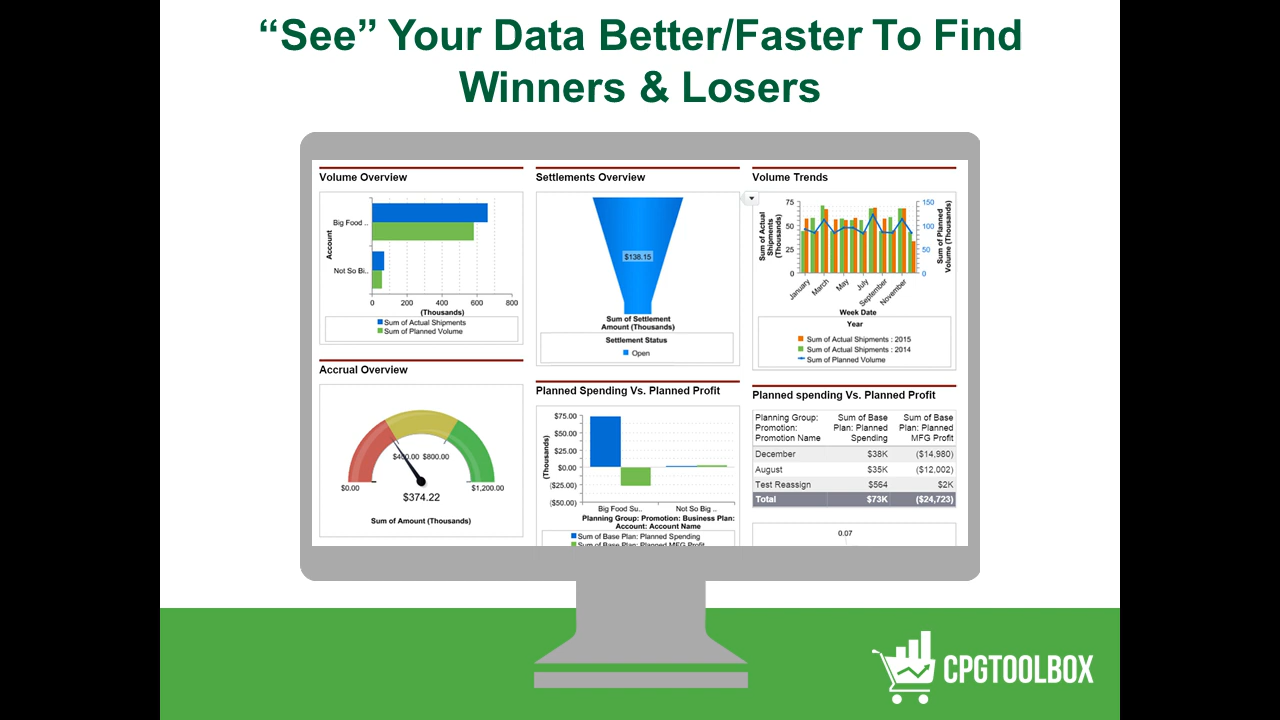 “See” Your Data Better/Faster To Find
Winners & Losers
Volume Overview
Account
Big Food ..
Not So Bi..
0 200 400 600 800
(Thousands)
Sum of Actual Shipments
Sum of Planned Volume
Accrual Overview
$0.00
$400.00 $800.00
$1,200.00
$374.22
Sum of Amount (Thousands)
Settlements Overview
$138.15
Sum of Settlement
Amount (Thousands)
Settlement Status
Open
Planned Spending Vs. Planned Profit
(Thousands)
$75.00
$50.00
$25.00
$0.00
($25.00)
($50.00)
Big Food Su.. Not So Big ..
Planning Group: Promotion: Business Plan:
Account: Account Name
Sum of Base Plan: Planned Spending
Sum of Base Plan: Planned MFG Profit
Volume Trends
Sum of Actual
Shipments
(Thousands)
75
50
25
0
150
100
50
0
Sum of Planned
Volume (Thousands)
January March May July September November
Week Date
Year
Sum of Actual Shipments : 2015
Sum of Actual Shipments : 2014
Sum of Planned Volume
Planned spending Vs. Planned Profit
Planning Group: Sum of Base Sum of Base
Promotion: Plan: Planned Plan: Planned
Promotion Name Spending MFG Profit
December $38K ($14,980)
August $35K ($12,002)
Test Reassign $564 $2K
Total $73K ($24,723)
0.07
CPGTOOLBOX